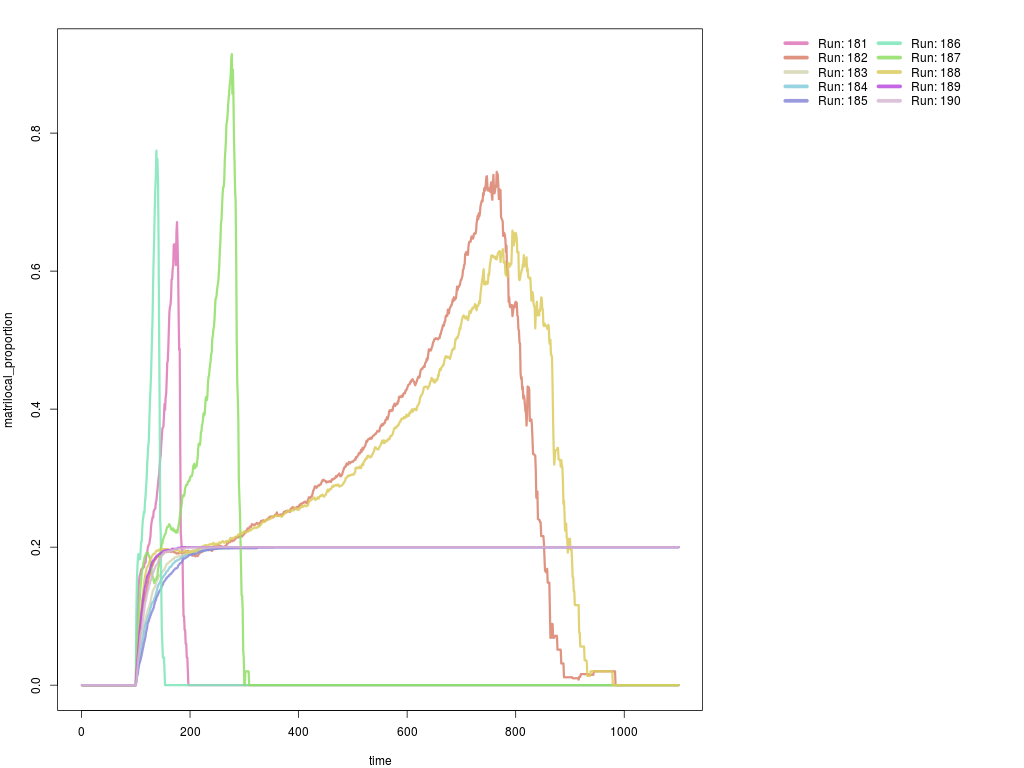 Run: 181 Run: 186
Run: 182 Run: 187
Run: 183 Run: 188
Run: 184 Run: 189
Run: 185 Run: 190
matrilocal_proportion
0.8
0.6
0.4
0.2
0.0
0 200 400 600 800 1000
time